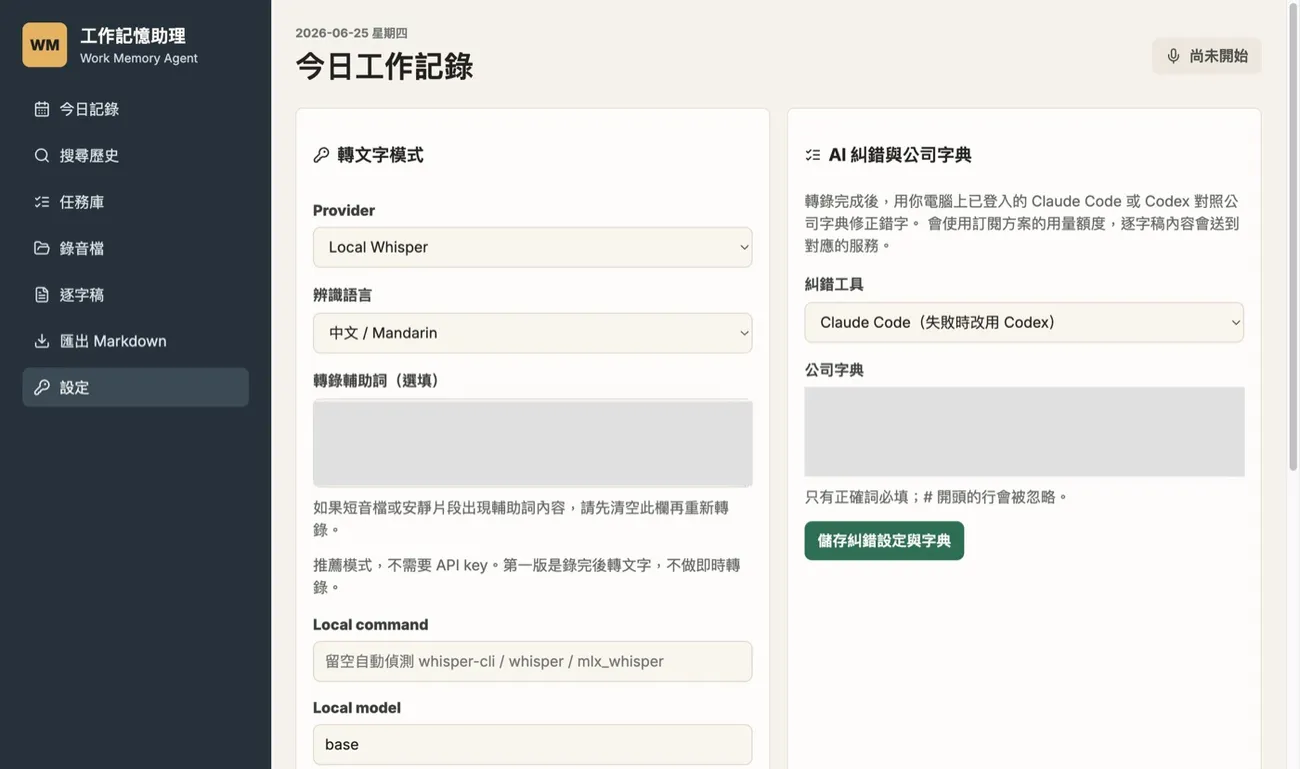 WM
工作記憶助理
Work Memory Agent
今日記錄
搜尋歷史
任務庫
錄音檔
逐字稿
匯出 Markdown
設定
2026-06-25 星期四
今日工作記錄
尚未開始
轉文字模式
Provider
Local Whisper
辨識語言
中文 / Mandarin
轉錄輔助詞（選填）
如果短音檔或安靜片段出現輔助詞內容，請先清空此欄再重新轉
錄。
推薦模式，不需要 API key。第一版是錄完後轉文字，不做即時轉
錄。
Local command
留空自動偵測 whisper-cli / whisper / mlx_whisper
Local model
base
AI 糾錯與公司字典
轉錄完成後，用你電腦上已登入的 Claude Code 或 Codex 對照公
司字典修正錯字。 會使用訂閱方案的用量額度，逐字稿內容會送到
對應的服務。
糾錯工具
Claude Code（失敗時改用 Codex）
公司字典
只有正確詞必填；# 開頭的行會被忽略。
儲存糾錯設定與字典